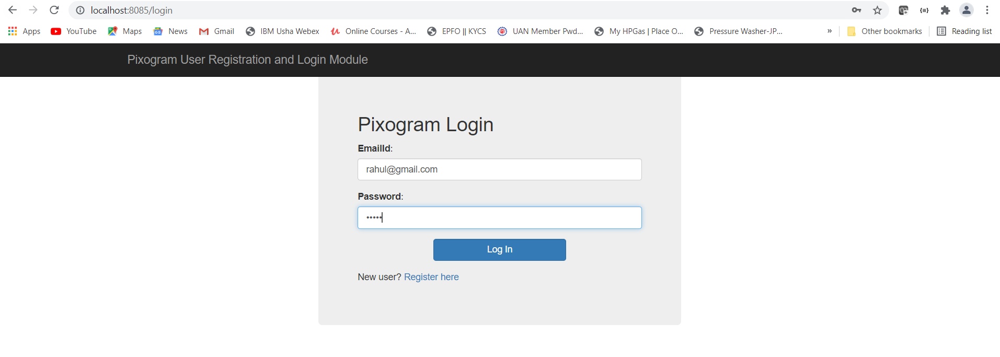 localhost:8085/login
Apps YouTube Maps News Gmail IBM Usha Webex Online Courses - A... EPFO || KYCS UAN Member Pwd... My HPGas | Place O... Pressure Washer-JP... » Other bookmarks Reading list
Pixogram User Registration and Login Module
Pixogram Login
EmailId:
rahul@gmail.com
Password:
•••••
Log In
New user? Register here